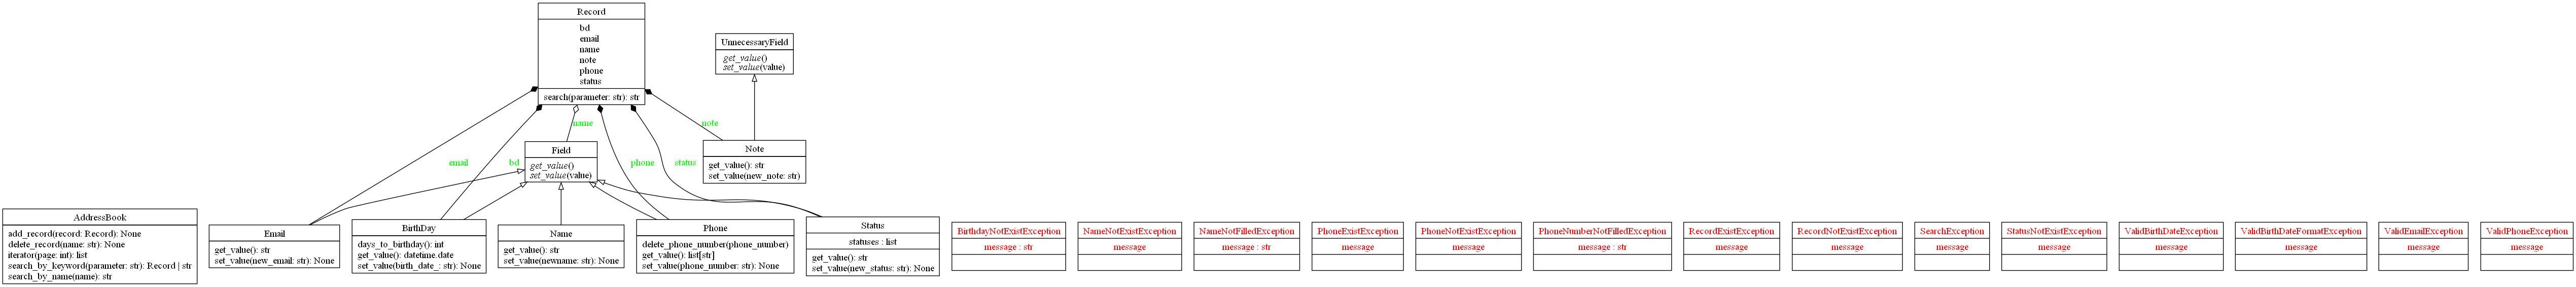 Record
bd
email
name
note
phone
status
search(parameter: str): str
UnnecessaryField
get_value()
set_value(value)
name
note
Field
get_value()
set_value(value)
Note
get_value(): str
set_value(new_note: str)
email
bd
phone
status
AddressBook
add_record(record: Record): None
delete_record(name: str): None
iterator(page: int): list
search_by_keyword(parameter: str): Record | str
search_by_name(name): str
Email
get_value(): str
set_value(new_email: str): None
BirthDay
days_to_birthday(): int
get_value(): datetime.date
set_value(birth_date_: str): None
Name
get_value(): str
set_value(newname: str): None
Phone
delete_phone_number(phone_number)
get_value(): list[str]
set_value(phone_number: str): None
Status
statuses : list
get_value(): str
set_value(new_status: str): None
BirthdayNotExistException
message : str
NameNotExistException
message
NameNotFilledException
message : str
PhoneExistException
message
PhoneNotExistException
message
PhoneNumberNotFilledException
message : str
RecordExistException
message
RecordNotExistException
message
SearchException
message
StatusNotExistException
message
ValidBirthDateException
message
ValidBirthDateFormatException
message
ValidEmailException
message
ValidPhoneException
message